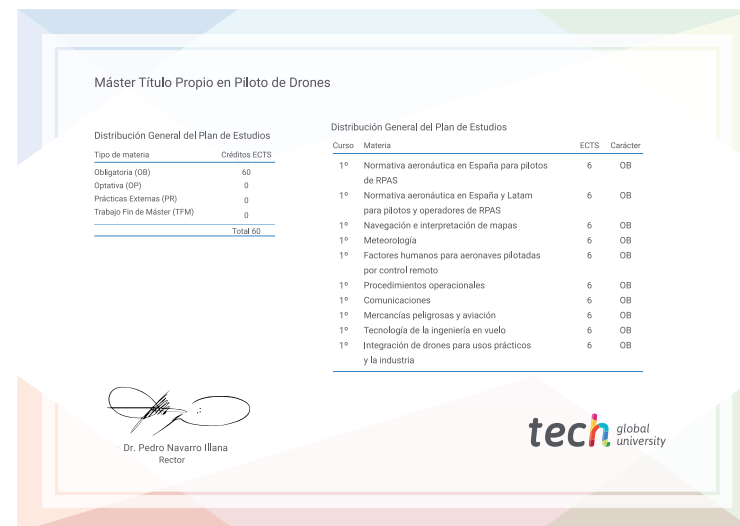 Máster Título Propio en Piloto de Drones
Distribución General del Plan de Estudios
Tipo de materia Créditos ECTS
Obligatoria (OB) 60
Optativa (OP) 0
Prácticas Externas (PR) 0
Trabajo Fin de Máster (TFM) 0
Total 60
Distribución General del Plan de Estudios
Curso Materia ECTS Carácter
1º Normativa aeronáutica en España para pilotos 6 OB
de RPAS
1º Normativa aeronáutica en España y Latam 6 OB
para pilotos y operadores de RPAS
1º Navegación e interpretación de mapas 6 OB
1º Meteorología 6 OB
1º Factores humanos para aeronaves pilotadas 6 OB
por control remoto
1º Procedimientos operacionales 6 OB
1º Comunicaciones 6 OB
1º Mercancías peligrosas y aviación 6 OB
1º Tecnología de la ingeniería en vuelo 6 OB
1º Integración de drones para usos prácticos 6 OB
y la industria
Dr. Pedro Navarro Illana
Rector
tech global
university